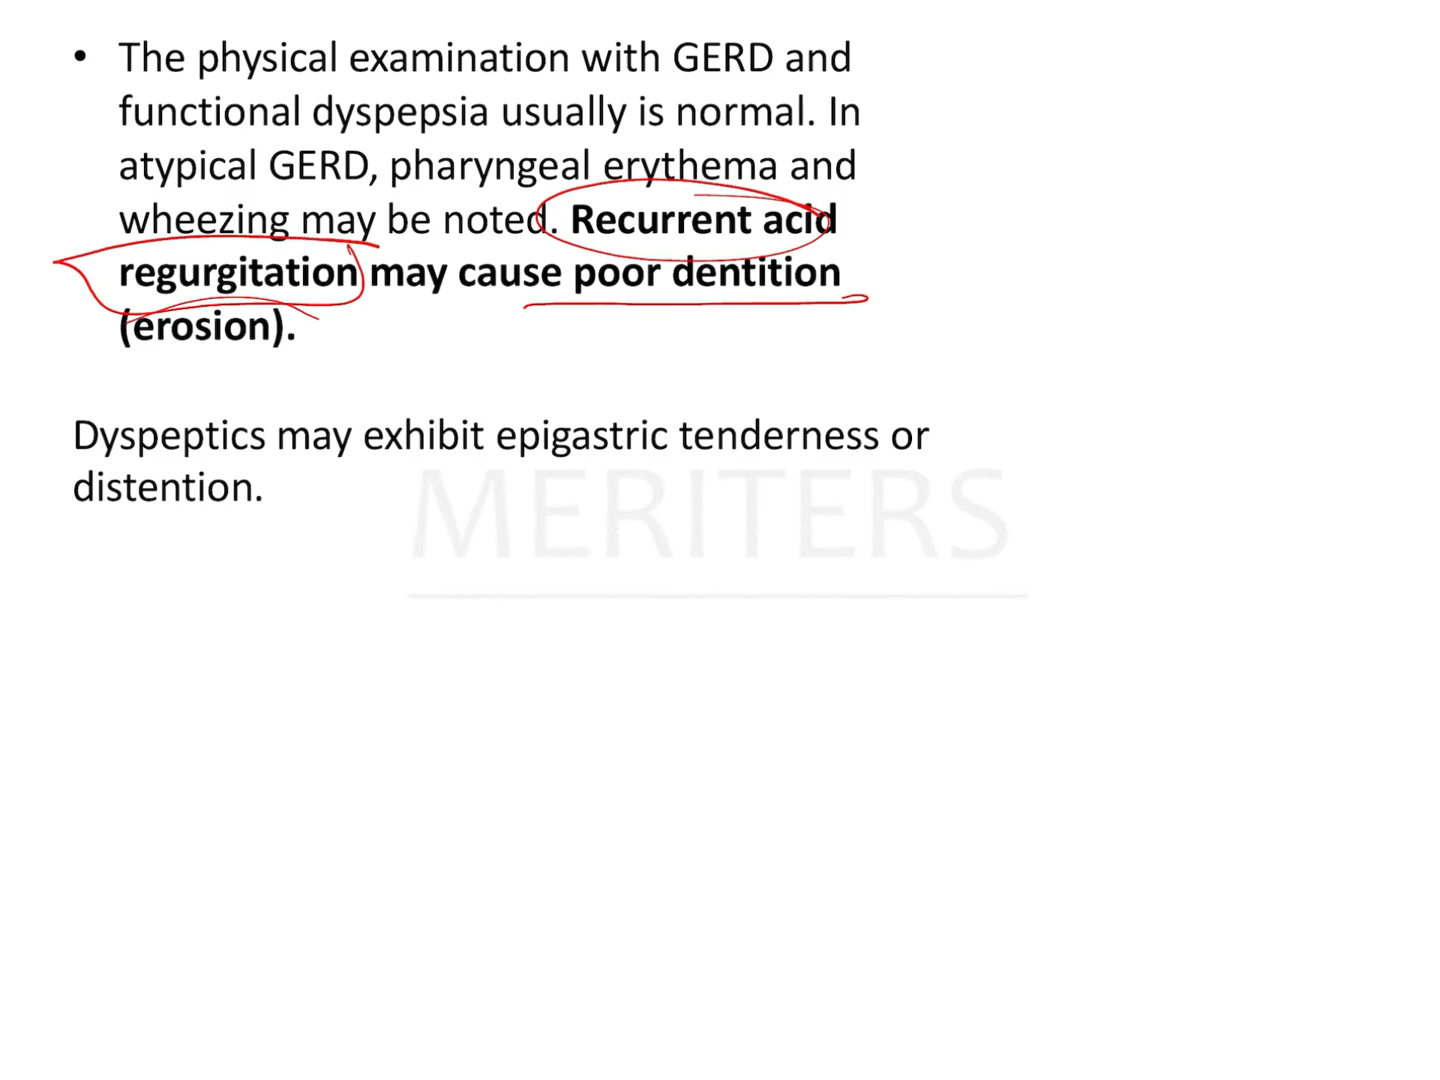 • The physical examination with GERD and
functional dyspepsia usually is normal. In
atypical GERD, pharyngeal erythema and
wheezing may be noted. Recurrent acid
regurgitation may cause poor dentition
(erosion).
Dyspeptics may exhibit epigastric tenderness or
distention.
MERITERS